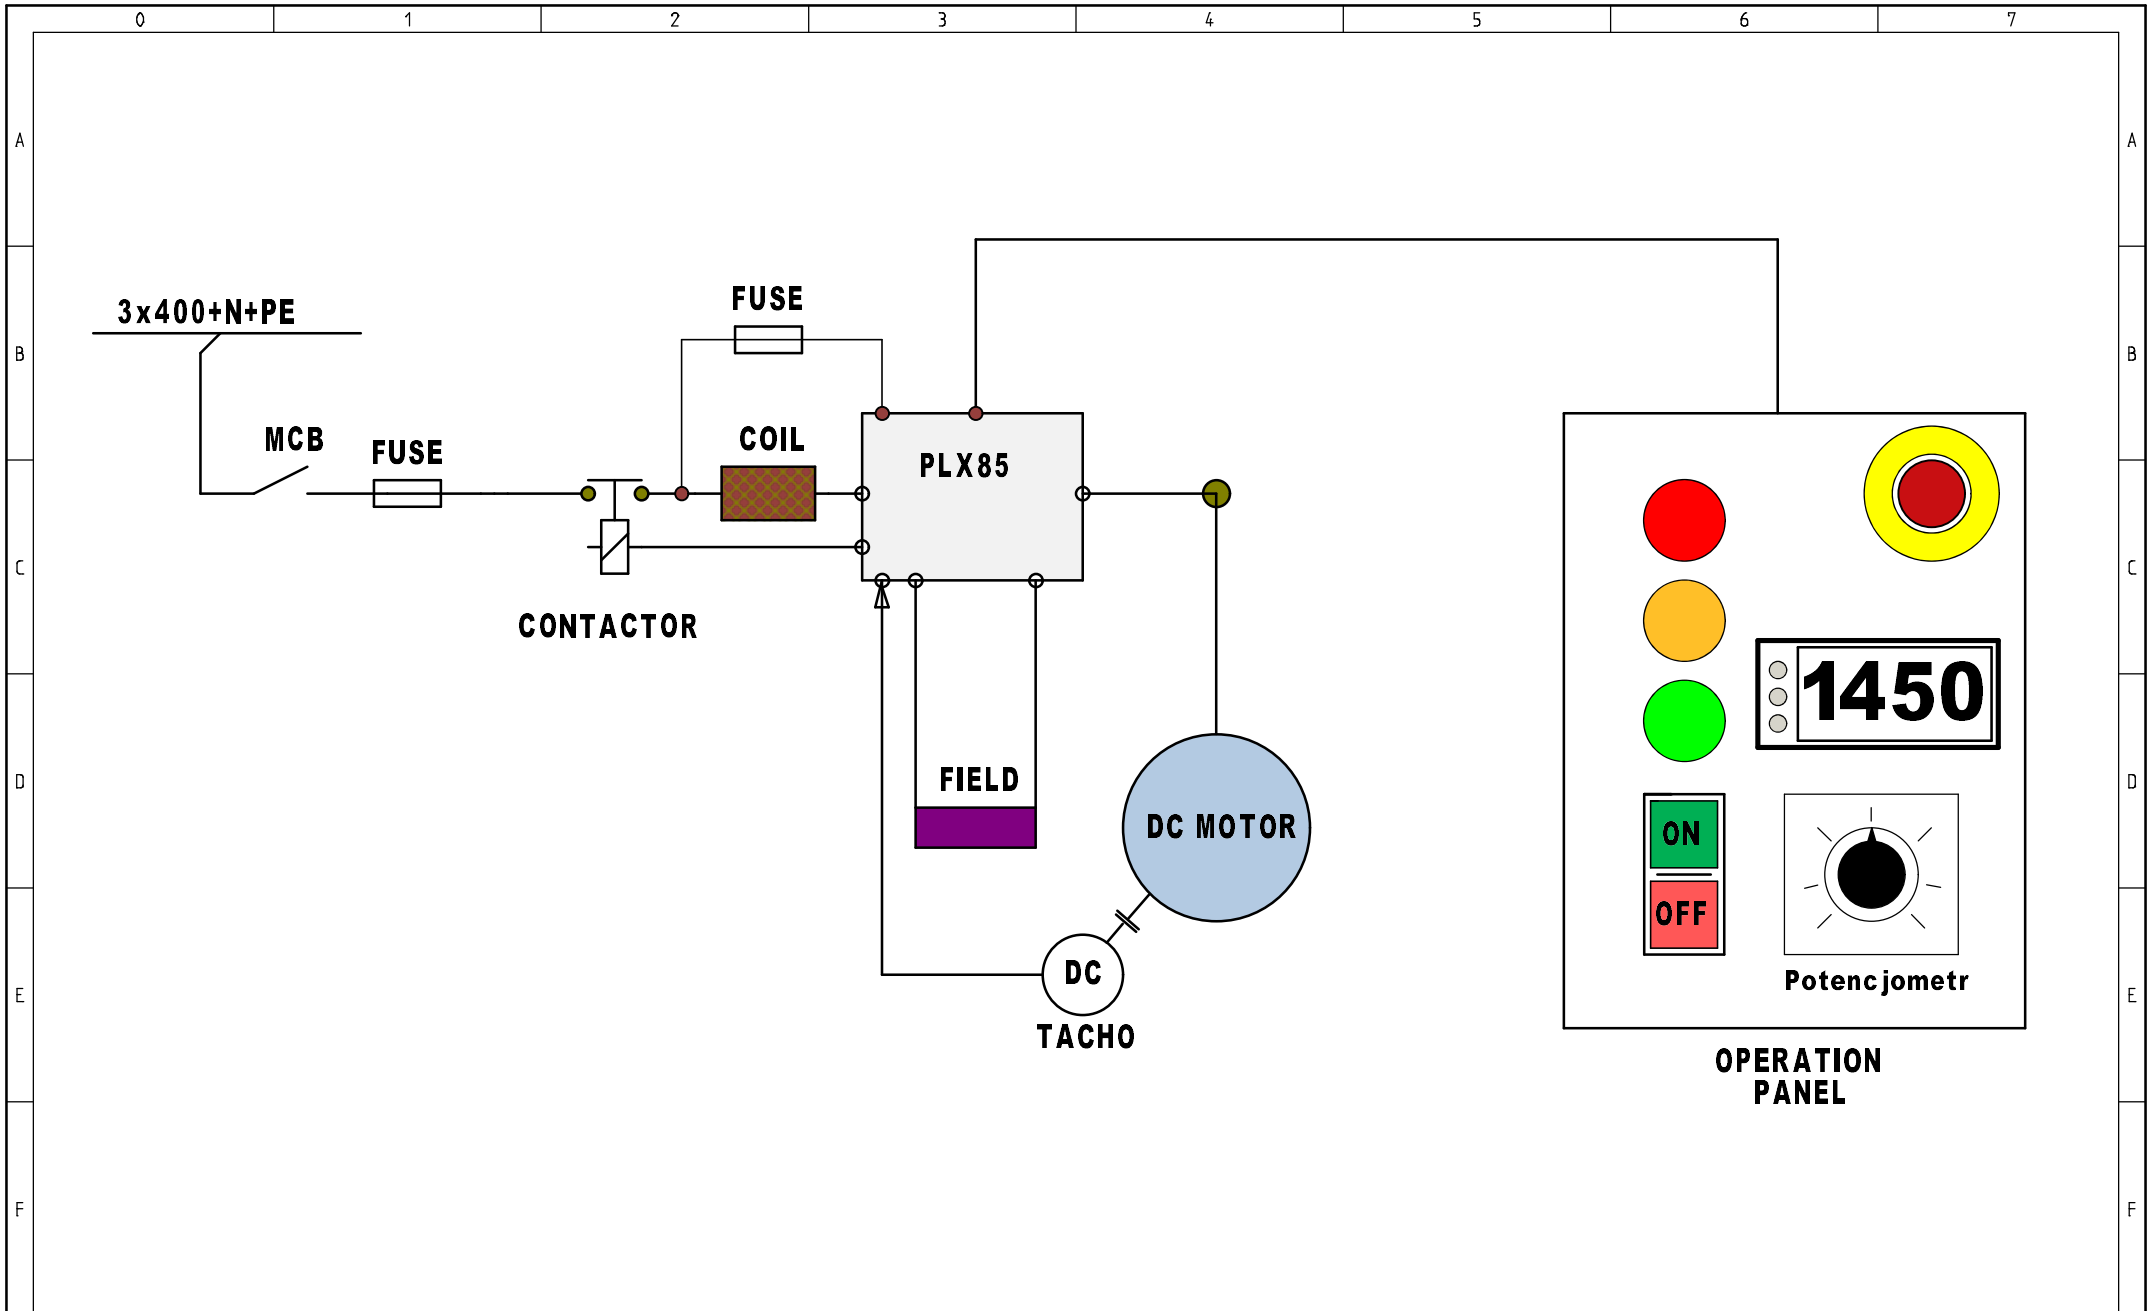 0 1 2 3 4 5 6 7
A A
FUSE
3x400+N+PE
B B
MCB
FUSE
COIL
PLX85
C C
CONTACTOR
1450
D D
FIELD
DC MOTOR
ON
OFF
DC
Potencjometr
E E
TACHO
OPERATION
PANEL
F F